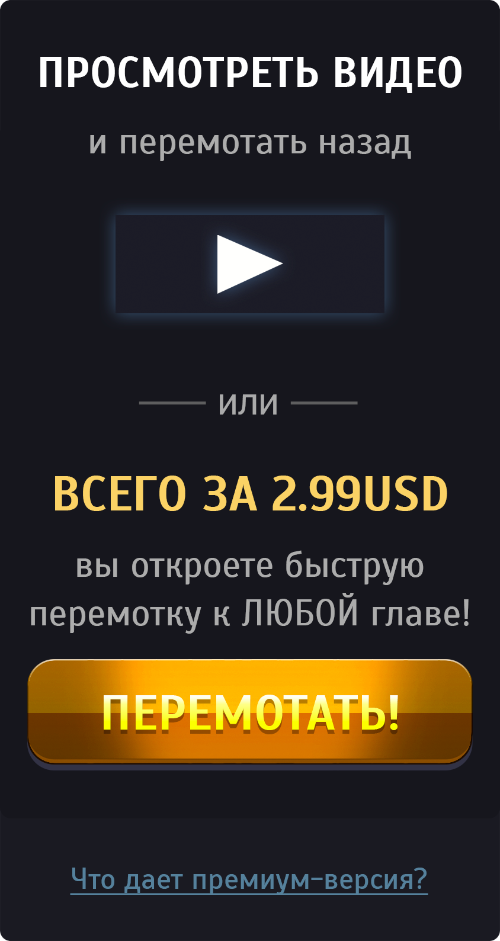 ПРОСМОТРЕТЬ ВИДЕО
и перемотать назад
ИЛИ
ВСЕГО ЗА 2.99USD
вы откроете быструю
перемотку к ЛЮБОЙ главе!
ПЕРЕМОТАТЬ!
Что дает премиум-версия?